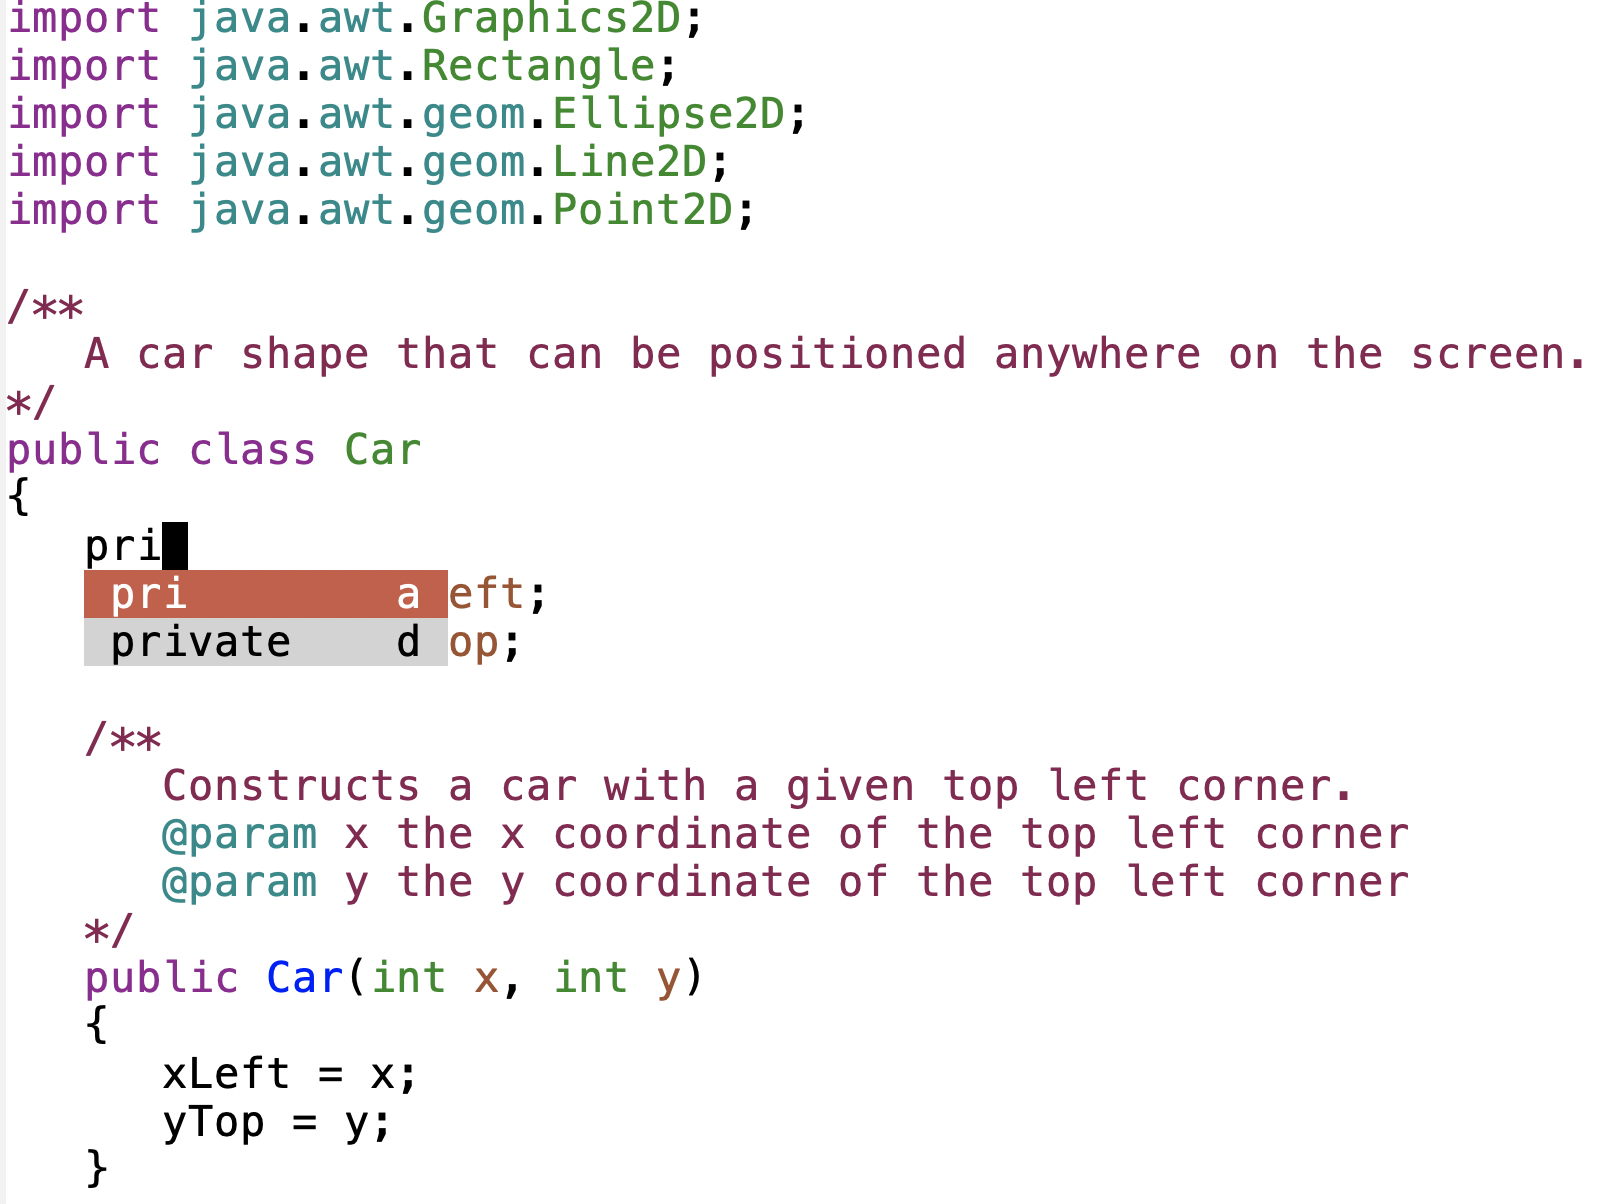 import java.awt.Graphics2D;
import java.awt.Rectangle;
import java.awt.geom.Ellipse2D;
import java.awt.geom.Line2D;
import java.awt.geom.Point2D;
/**
A car shape that can be positioned anywhere on the screen.
*/
public class Car
{
pri
pri a eft;
private d op;
/**
Constructs a car with a given top left corner.
@param x the x coordinate of the top left corner
@param y the y coordinate of the top left corner
*/
public Car(int x, int y)
{
xLeft = x;
yTop = y;
}